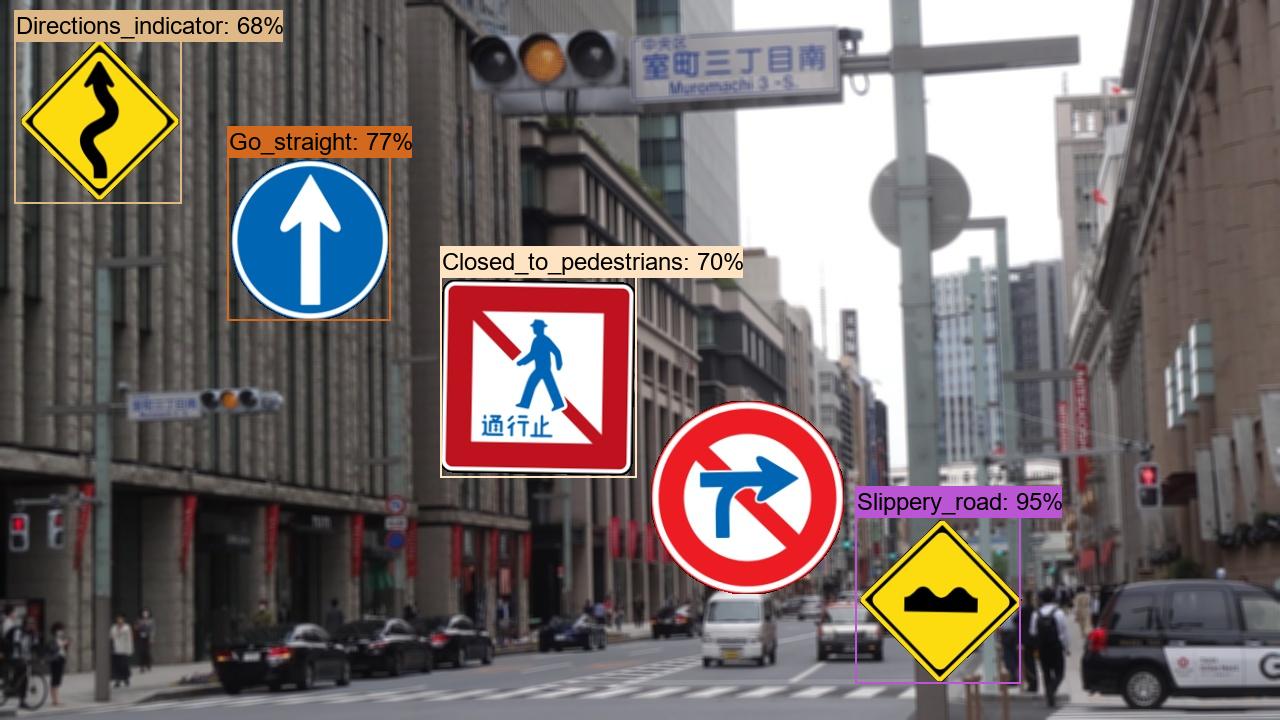 Directions_indicator: 68%
Go_straight: 77%
中央区
室町三丁目南
Muromachi 3 -S.
Closed_to_pedestrians: 70%
通行止
Slippery_road: 95%